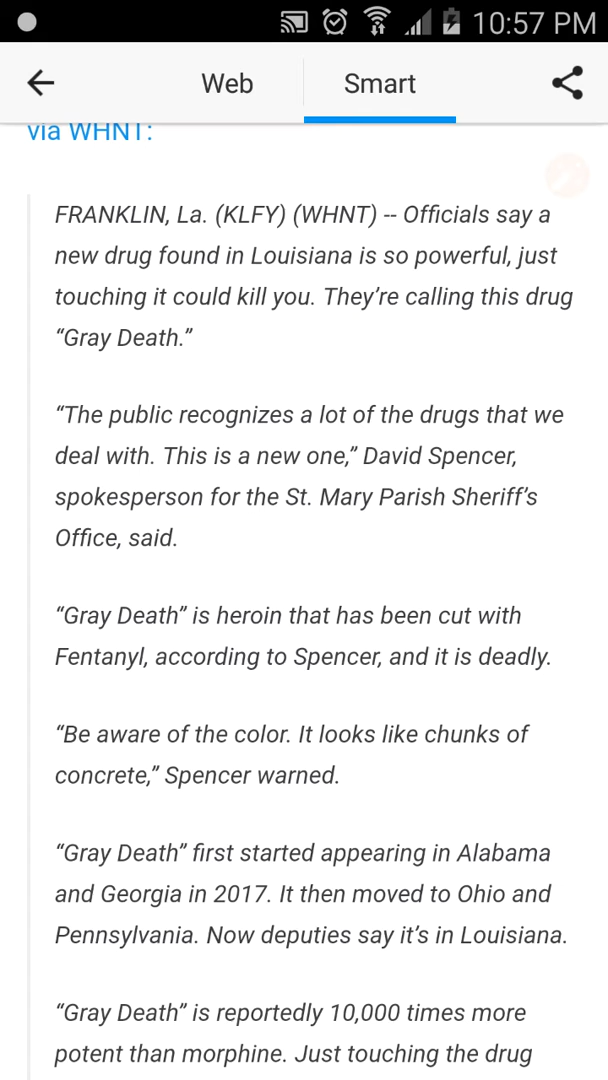 10:57 PM
Web Smart
via WHNT:
FRANKLIN, La. (KLFY) (WHNT) -- Officials say a
new drug found in Louisiana is so powerful, just
touching it could kill you. They’re calling this drug
“Gray Death.”
“The public recognizes a lot of the drugs that we
deal with. This is a new one,” David Spencer,
spokesperson for the St. Mary Parish Sheriff’s
Office, said.
“Gray Death” is heroin that has been cut with
Fentanyl, according to Spencer, and it is deadly.
“Be aware of the color. It looks like chunks of
concrete,” Spencer warned.
“Gray Death” first started appearing in Alabama
and Georgia in 2017. It then moved to Ohio and
Pennsylvania. Now deputies say it’s in Louisiana.
“Gray Death” is reportedly 10,000 times more
potent than morphine. Just touching the drug